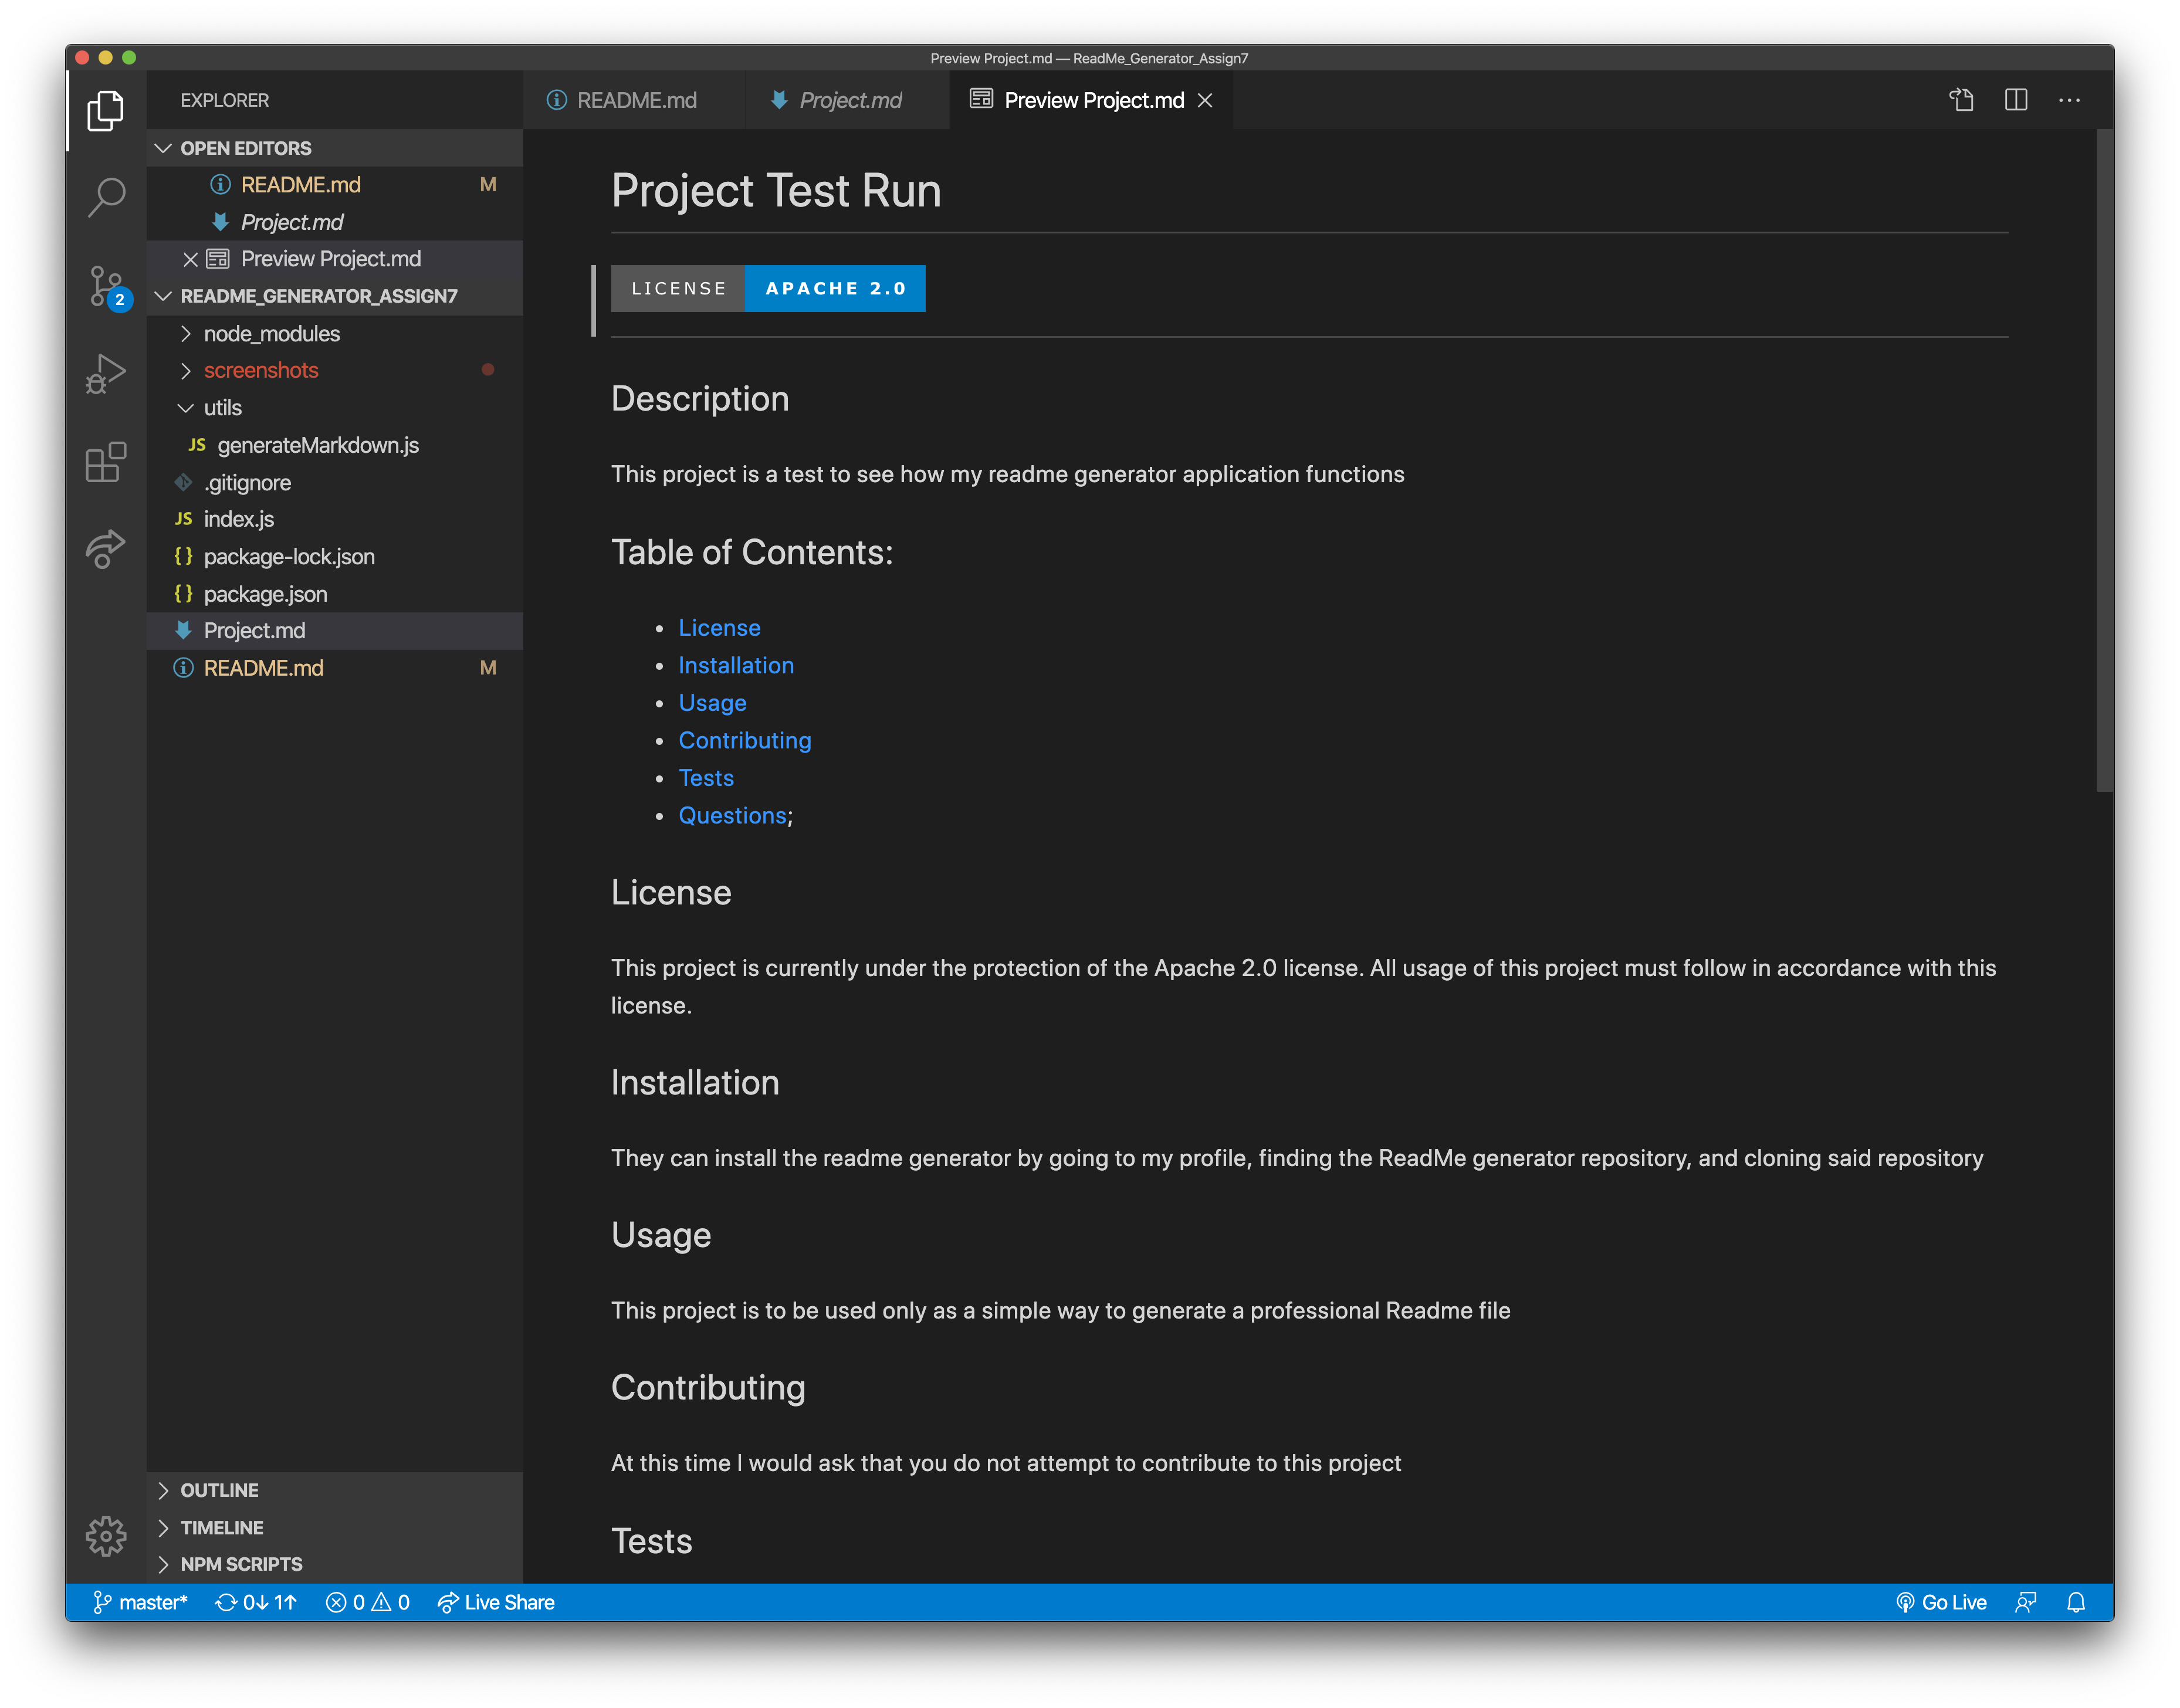 Preview Project.md — ReadMe_Generator_Assign7
EXPLORER
README.md
Project.md
Preview Project.md
OPEN EDITORS
README.md M
Project.md
Preview Project.md
2
README_GENERATOR_ASSIGN7
node_modules
screenshots
utils
JS generateMarkdown.js
.gitignore
JS index.js
{} package-lock.json
{} package.json
Project.md
README.md M
OUTLINE
TIMELINE
NPM SCRIPTS
Project Test Run
LICENSE APACHE 2.0
Description
This project is a test to see how my readme generator application functions
Table of Contents:
• License
• Installation
• Usage
• Contributing
• Tests
• Questions;
License
This project is currently under the protection of the Apache 2.0 license. All usage of this project must follow in accordance with this
license.
Installation
They can install the readme generator by going to my profile, finding the ReadMe generator repository, and cloning said repository
Usage
This project is to be used only as a simple way to generate a professional Readme file
Contributing
At this time I would ask that you do not attempt to contribute to this project
Tests
master* 0↓ 1↑ 0 0 Live Share Go Live